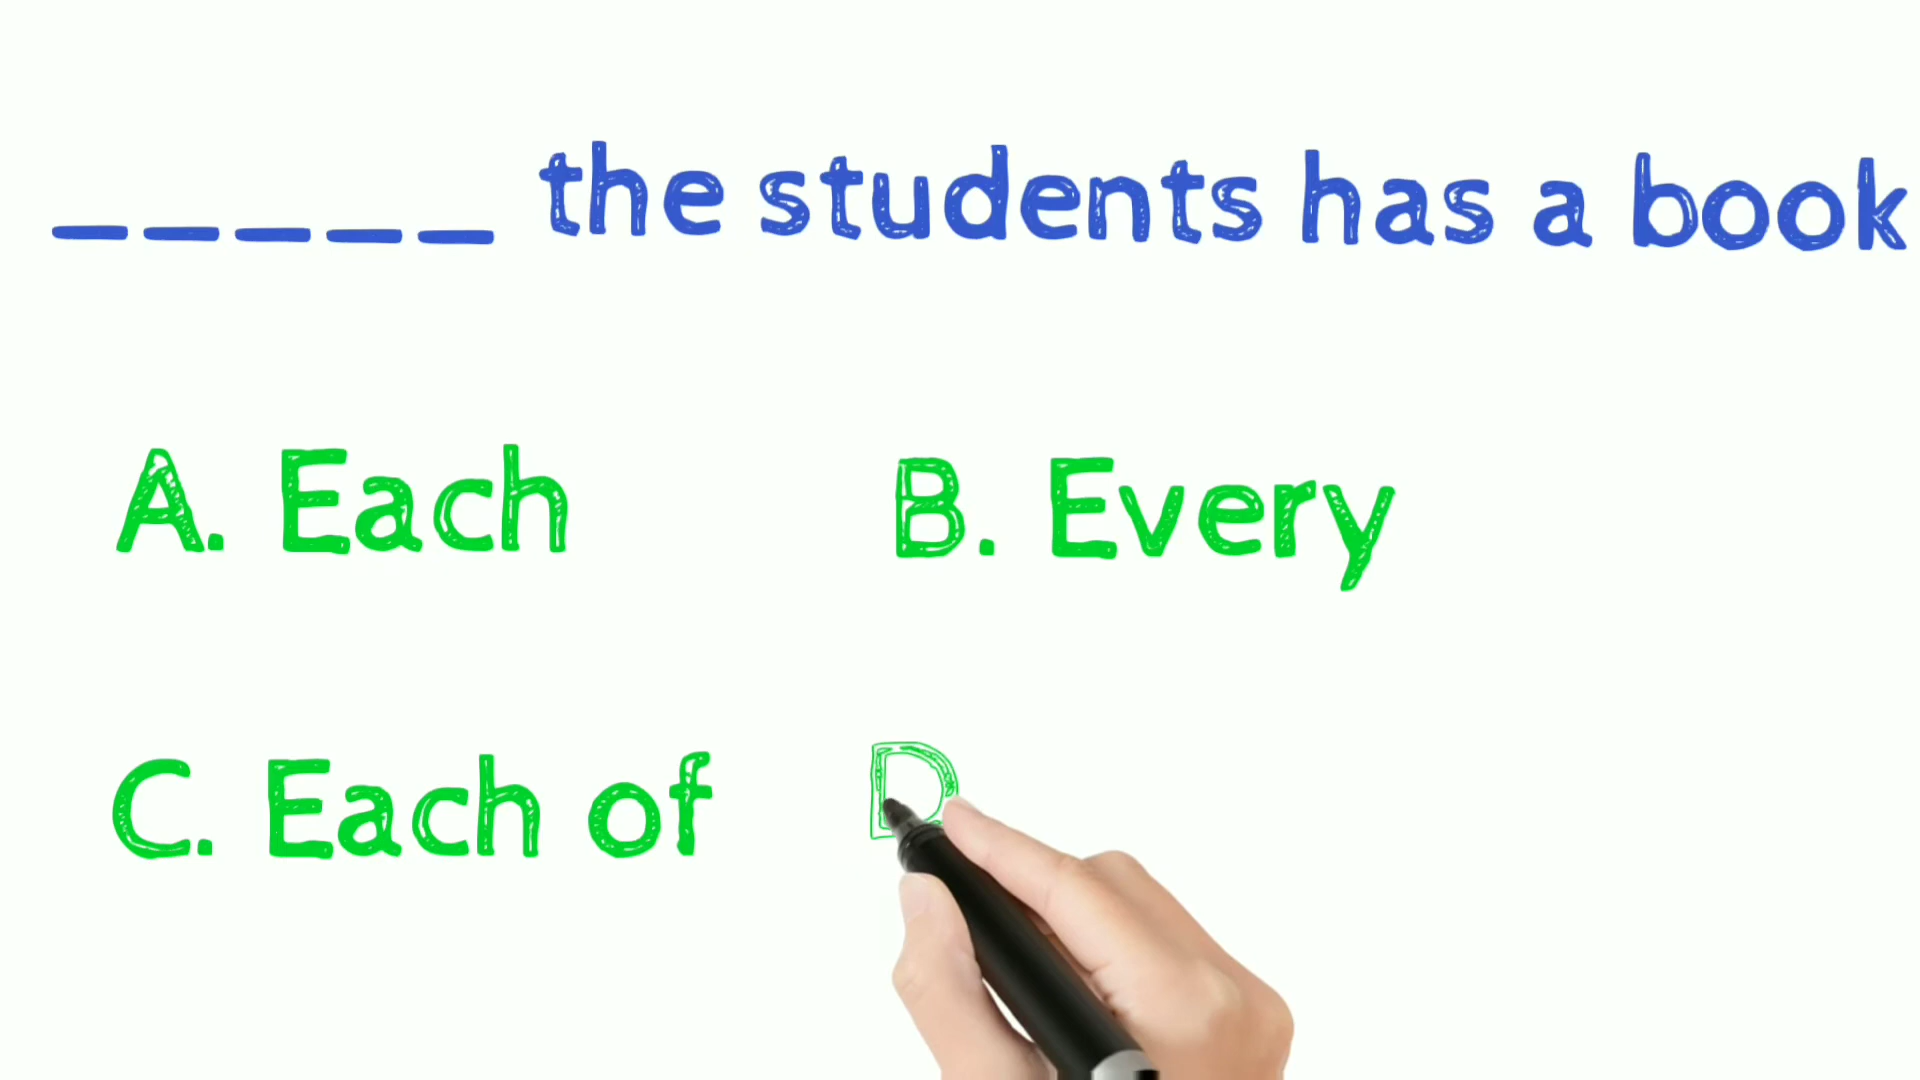 _____ the students has a book
A. Each
B. Every
C. Each of
D